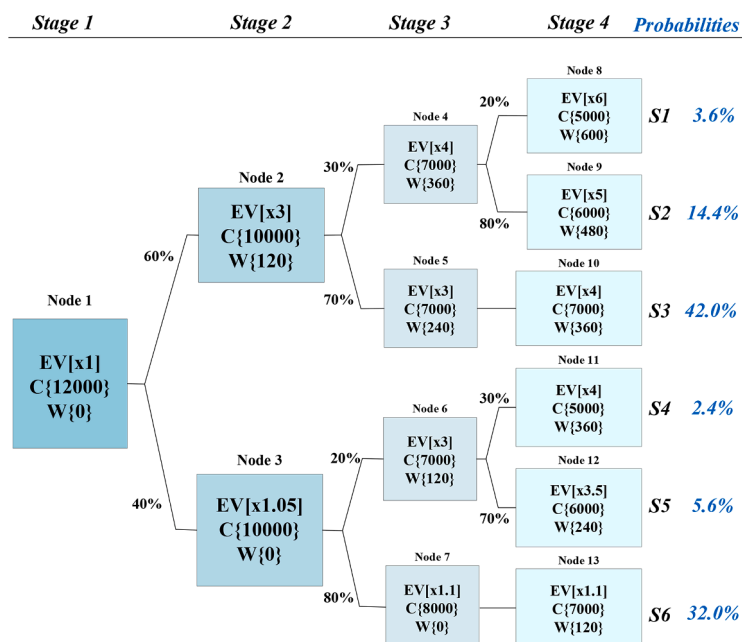 Stage 1 Stage 2 Stage 3 Stage 4 Probabilities
Node 1
EV[x1]
C{12000}
W{0}
60%
40%
Node 2
EV[x3]
C{10000}
W{120}
30%
70%
Node 3
EV[x1.05]
C{10000}
W{0}
20%
80%
Node 4
EV[x4]
C{7000}
W{360}
20%
80%
Node 5
EV[x3]
C{7000}
W{240}
Node 6
EV[x3]
C{7000}
W{120}
30%
70%
Node 7
EV[x1.1]
C{8000}
W{0}
Node 8
EV[x6]
C{5000}
W{600}
S1 3.6%
Node 9
EV[x5]
C{6000}
W{480}
S2 14.4%
Node 10
EV[x4]
C{7000}
W{360}
S3 42.0%
Node 11
EV[x4]
C{5000}
W{360}
S4 2.4%
Node 12
EV[x3.5]
C{6000}
W{240}
S5 5.6%
Node 13
EV[x1.1]
C{7000}
W{120}
S6 32.0%